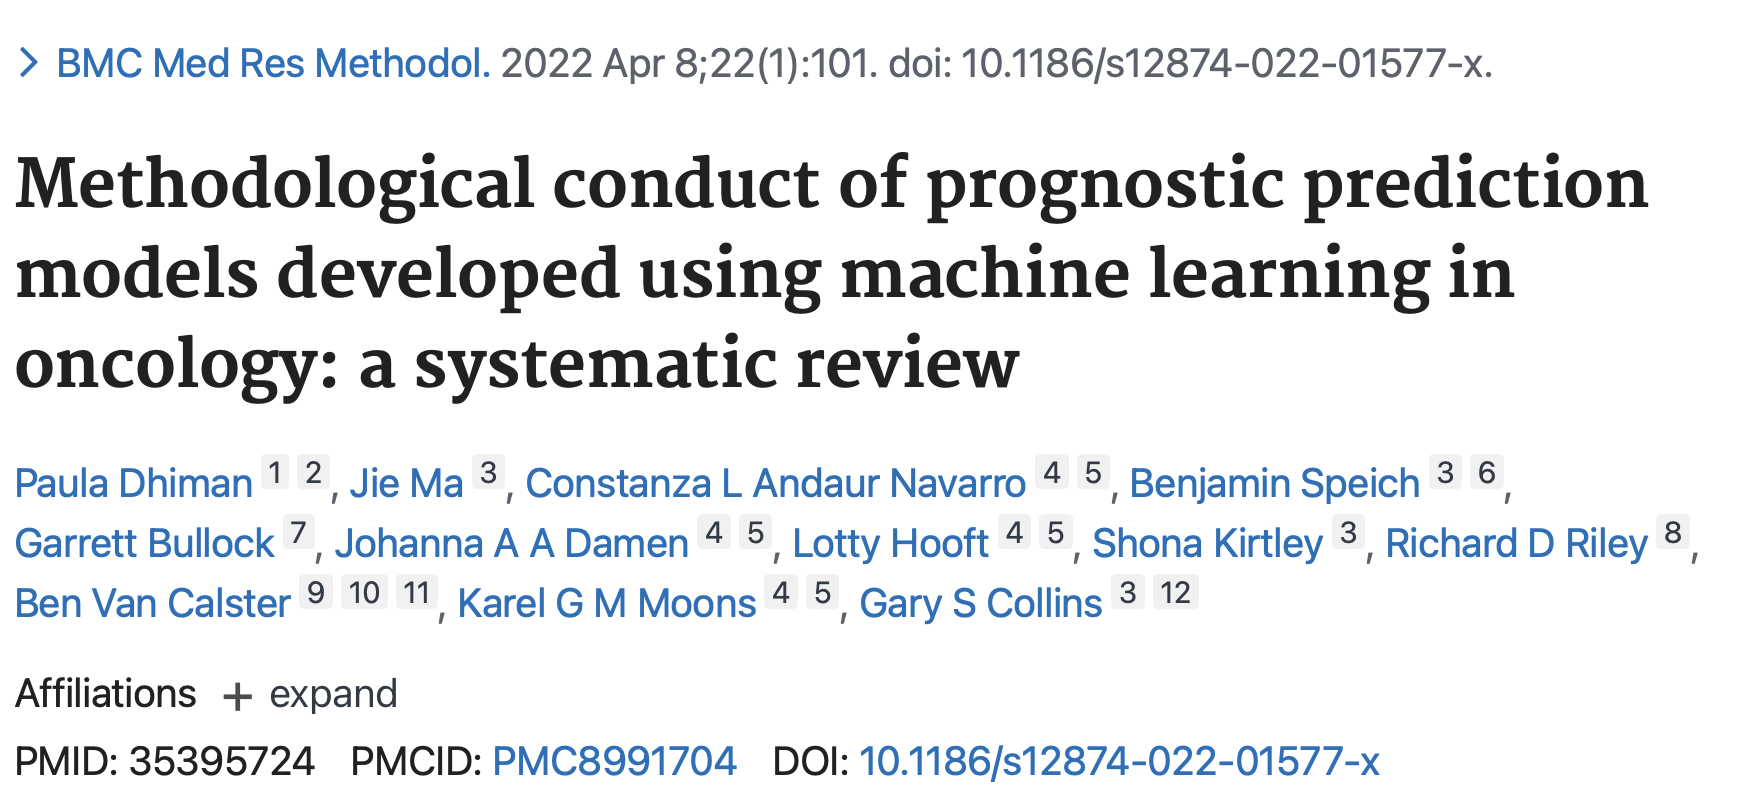 > BMC Med Res Methodol. 2022 Apr 8;22(1):101. doi: 10.1186/s12874-022-01577-x.
Methodological conduct of prognostic prediction
models developed using machine learning in
oncology: a systematic review
Paula Dhiman 1 2, Jie Ma 3, Constanza L Andaur Navarro 4 5, Benjamin Speich 3 6,
Garrett Bullock 7, Johanna A A Damen 4 5, Lotty Hooft 4 5, Shona Kirtley 3, Richard D Riley 8,
Ben Van Calster 9 10 11, Karel G M Moons 4 5, Gary S Collins 3 12
Affiliations + expand
PMID: 35395724 PMCID: PMC8991704 DOI: 10.1186/s12874-022-01577-x